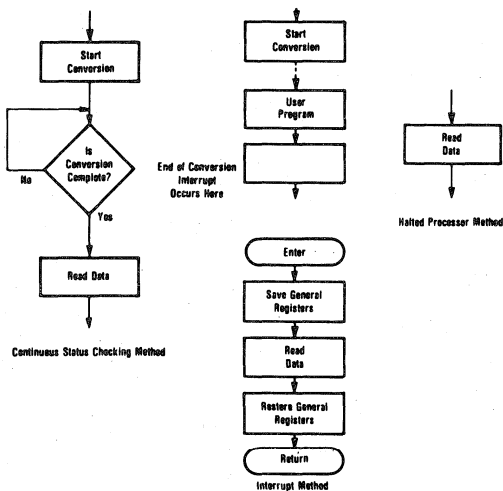 Start
Conversion
Is
Conversion
Complete?
No
Yes
Read Data
Continuous Status Checking Method
Start
Conversion
User
Program
End of Conversion
Interrupt
Occurs Here
Enter
Save General
Registers
Read
Data
Restore General
Registers
Return
Interrupt Method
Read
Data
Halted Processor Method